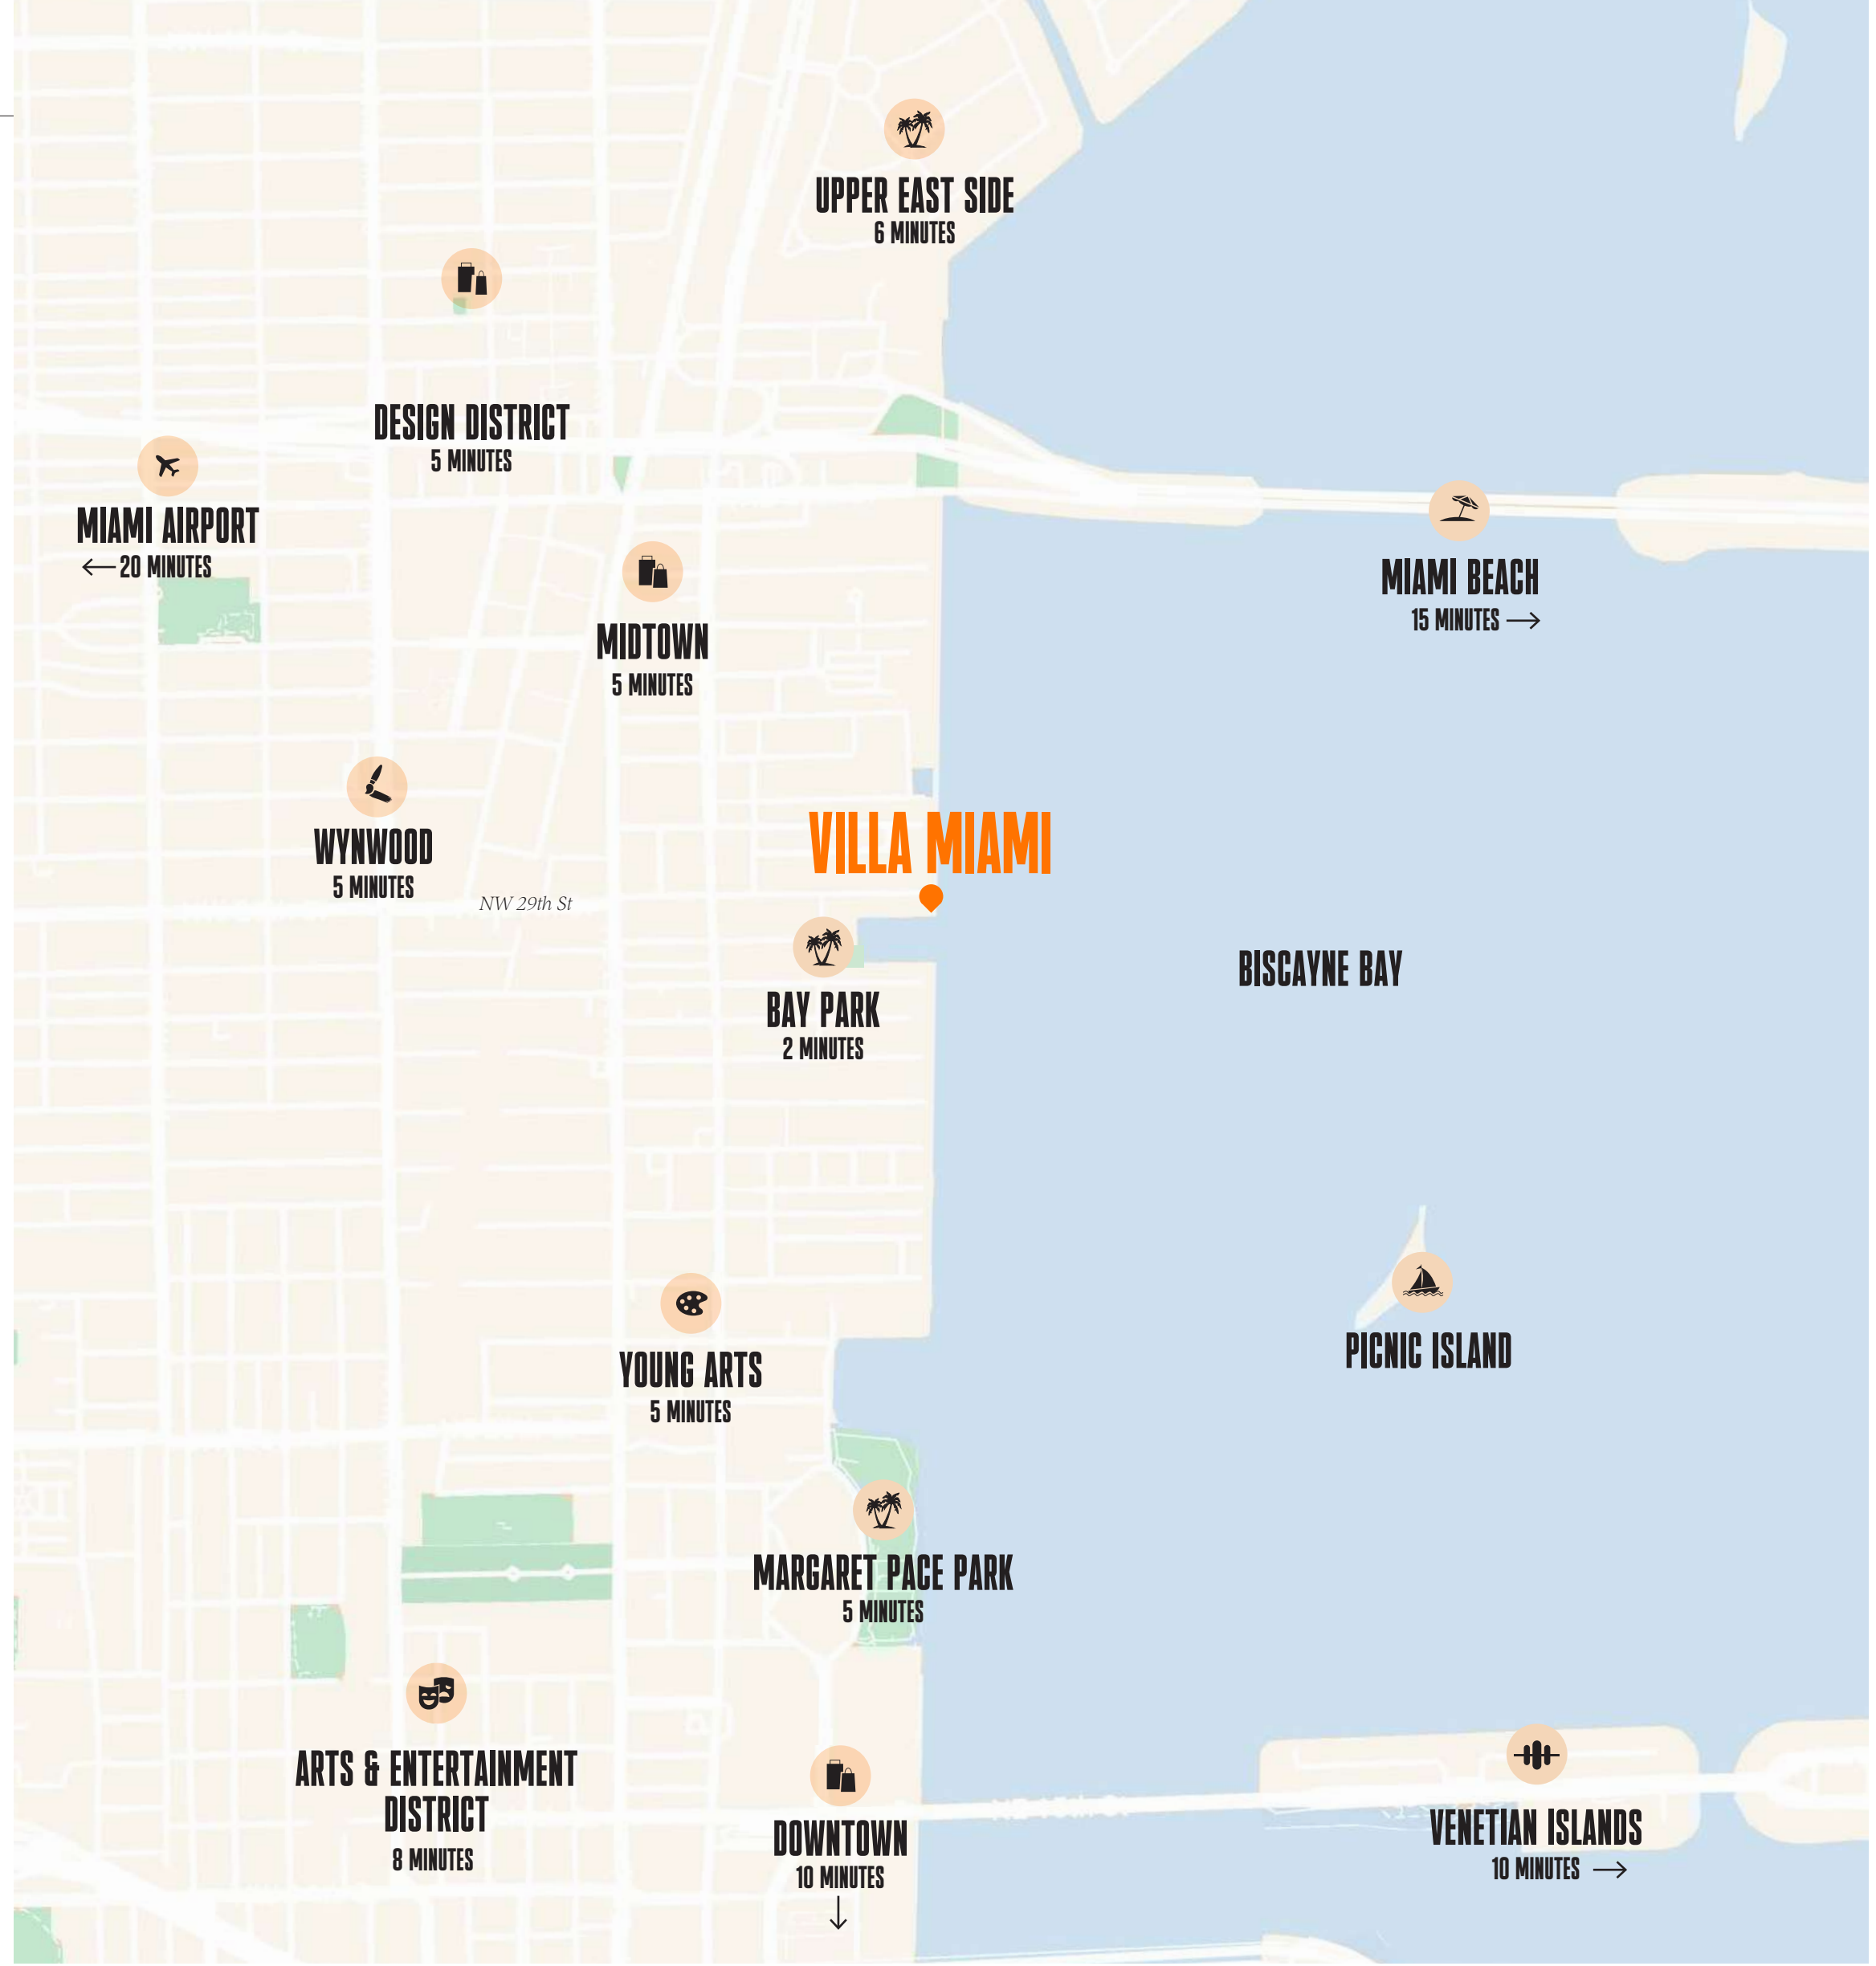 UPPER EAST SIDE
6 MINUTES
DESIGN DISTRICT
5 MINUTES
MIAMI AIRPORT
20 MINUTES
MIAMI BEACH
15 MINUTES
MIDTOWN
5 MINUTES
WYNWOOD
5 MINUTES
VILLA MIAMI
NW 29th St
BISCAYNE BAY
BAY PARK
2 MINUTES
PICNIC ISLAND
YOUNG ARTS
5 MINUTES
MARGARET PACE PARK
5 MINUTES
ARTS & ENTERTAINMENT
DISTRICT
8 MINUTES
DOWNTOWN
10 MINUTES
VENETIAN ISLANDS
10 MINUTES